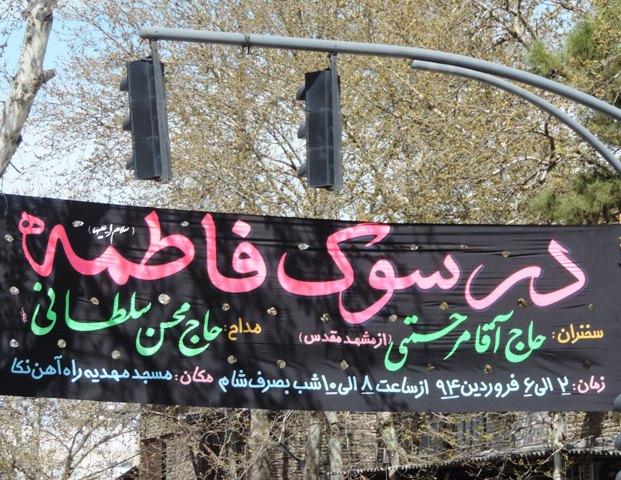 در سوگ فاطمه (سلام الله علیها)
سخنران: حاج آقا مرحمتی (از مشهد مقدس) مداح: حاج محسن سلطانی
زمان: ۲ الی ۶ فروردین ۹۴ از ساعت ۸ الی ۱۰ شب بصرف شام مکان: مسجد مهدیه راه آهن نکا